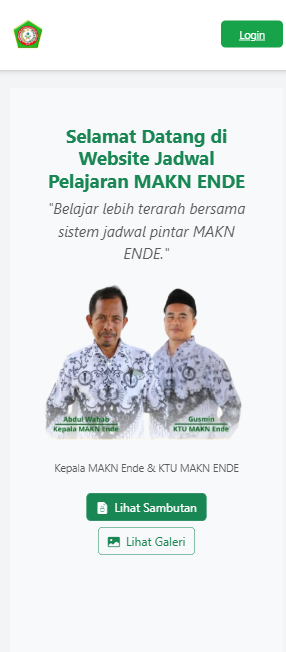 Login
Selamat Datang di
Website Jadwal
Pelajaran MAKN ENDE
"Belajar lebih terarah bersama
sistem jadwal pintar MAKN
ENDE."
Abdul Wahab
Kepala MAKN Ende
Gusmin
KTU MAKN ENDE
Kepala MAKN Ende & KTU MAKN ENDE
Lihat Sambutan
Lihat Galeri